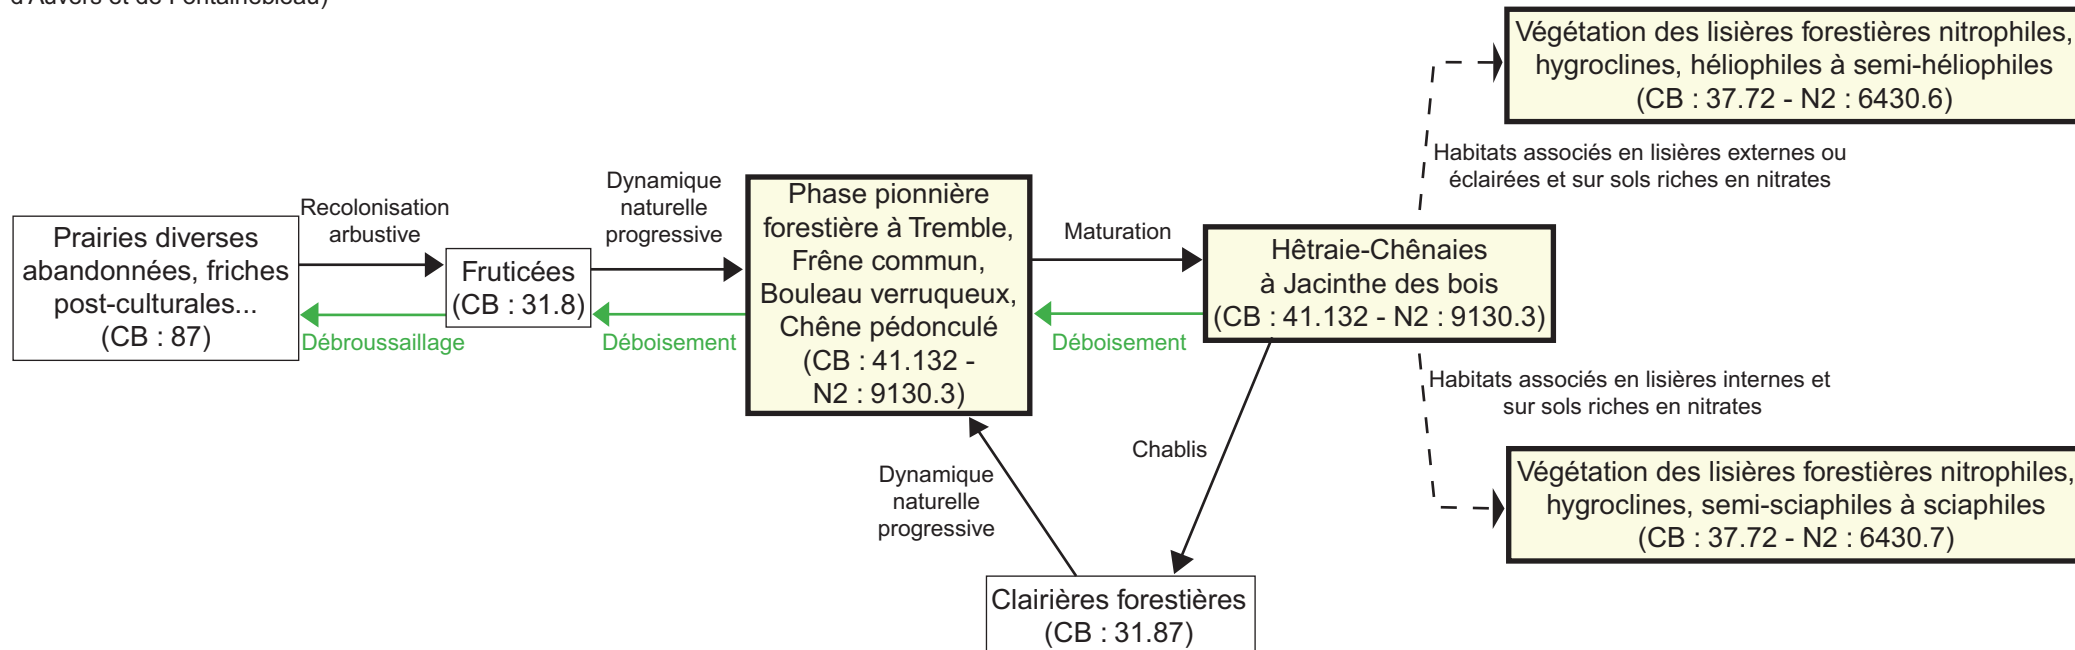 d'Auvers et de Fontainebleau)
Végétation des lisières forestières nitrophiles,
hygroclines, héliophiles à semi-héliophiles
(CB : 37.72 - N2 : 6430.6)
Habitats associés en lisières externes ou
éclairées et sur sols riches en nitrates
Prairies diverses
abandonnées, friches
post-culturales...
(CB : 87)
Recolonisation
arbustive
Débroussaillage
Fruticées
(CB : 31.8)
Dynamique
naturelle
progressive
Déboisement
Phase pionnière
forestière à Tremble,
Frêne commun,
Bouleau verruqueux,
Chêne pédonculé
(CB : 41.132 -
N2 : 9130.3)
Maturation
Déboisement
Hêtraie-Chênaies
à Jacinthe des bois
(CB : 41.132 - N2 : 9130.3)
Habitats associés en lisières internes et
sur sols riches en nitrates
Chablis
Dynamique
naturelle
progressive
Végétation des lisières forestières nitrophiles,
hygroclines, semi-sciaphiles à sciaphiles
(CB : 37.72 - N2 : 6430.7)
Clairières forestières
(CB : 31.87)